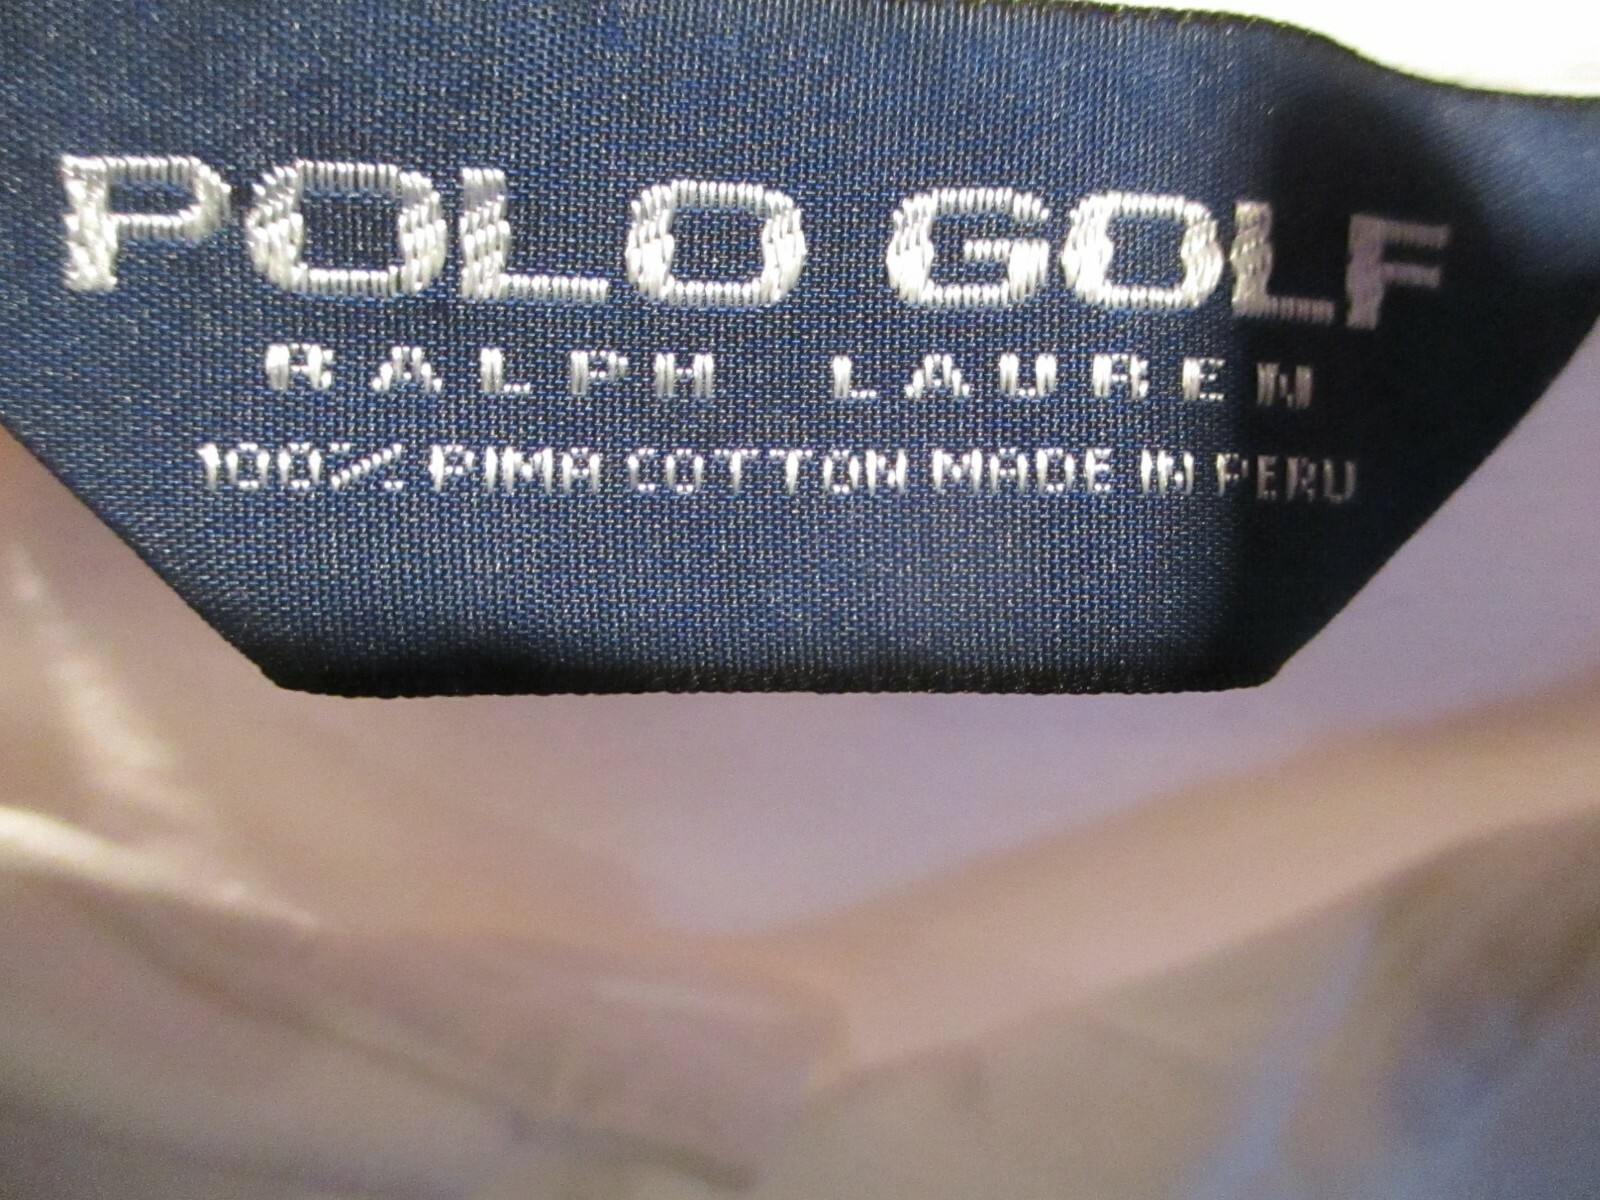 POLO GOLF
RALPH LAUREN
100% PIMA COTTON MADE IN PERU